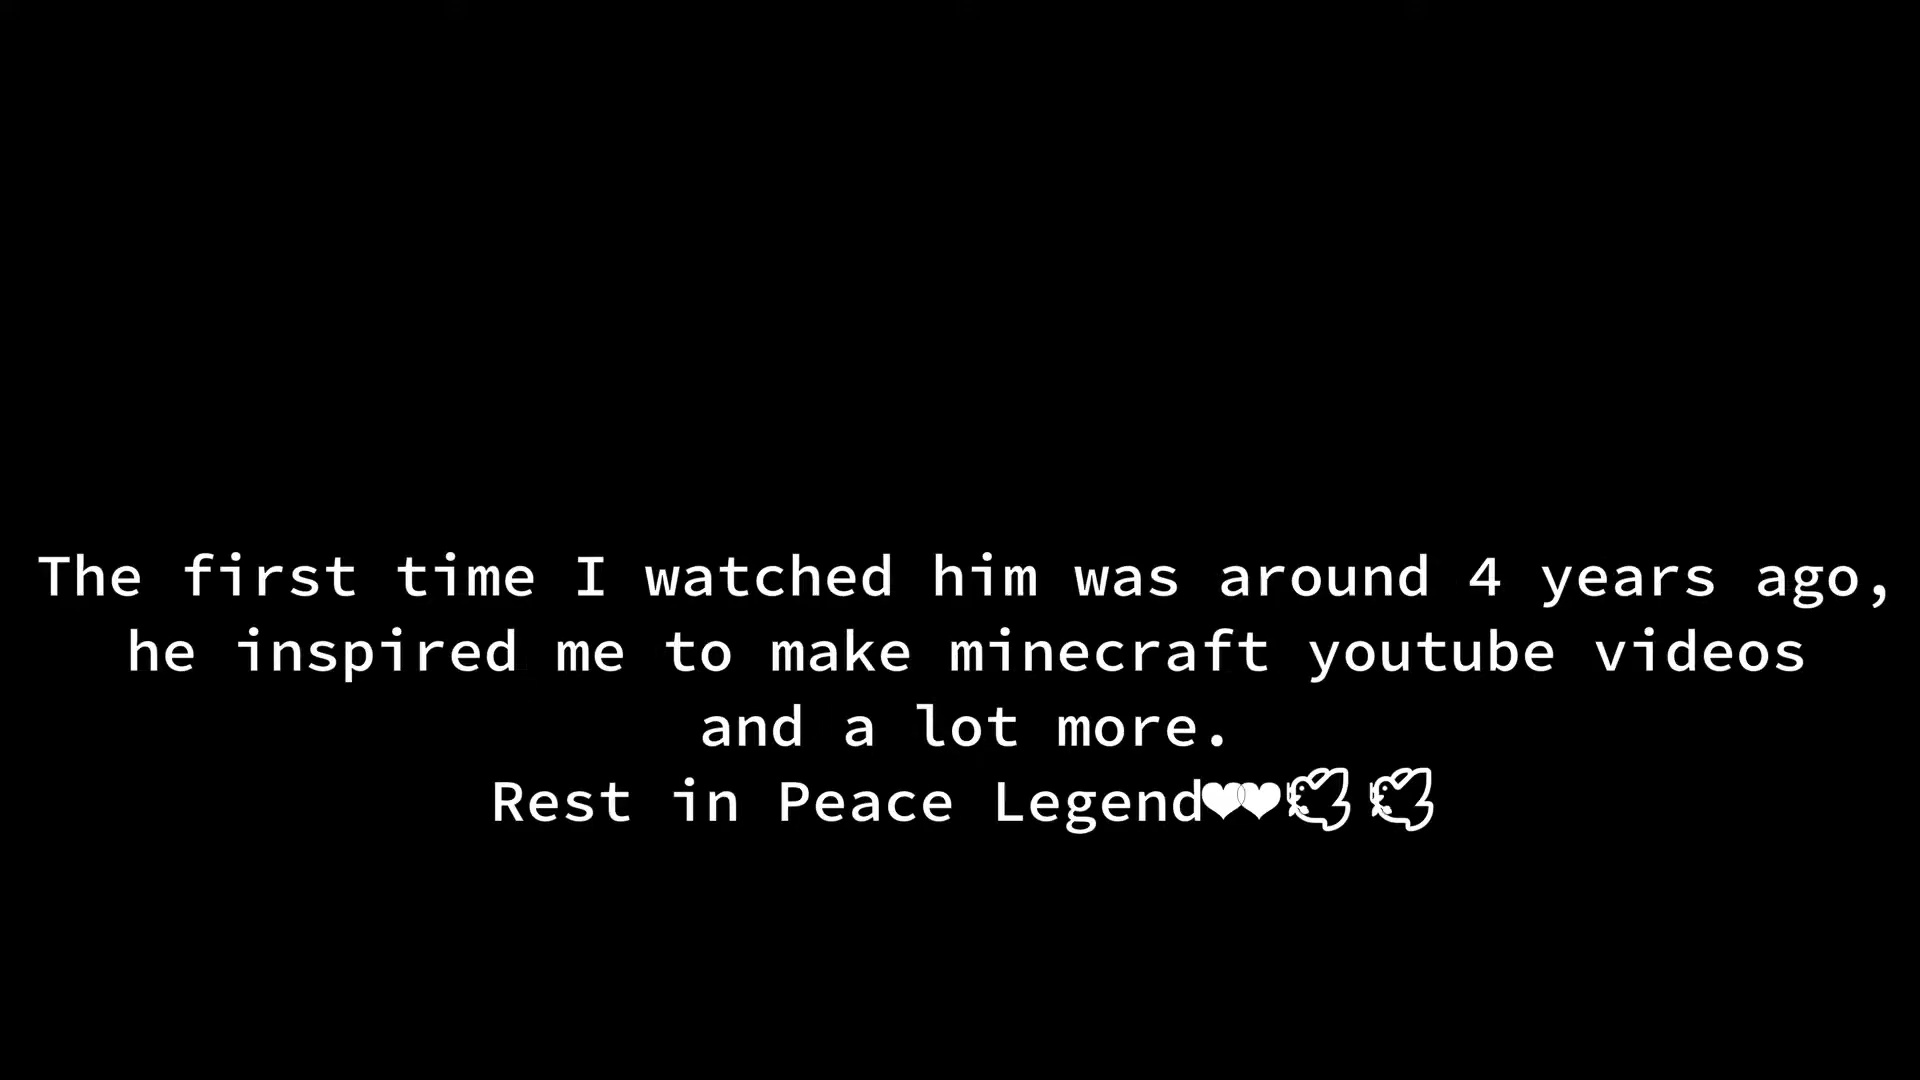 The first time I watched him was around 4 years ago,
he inspired me to make minecraft youtube videos
and a lot more.
Rest in Peace Legend❤❤🕊🕊